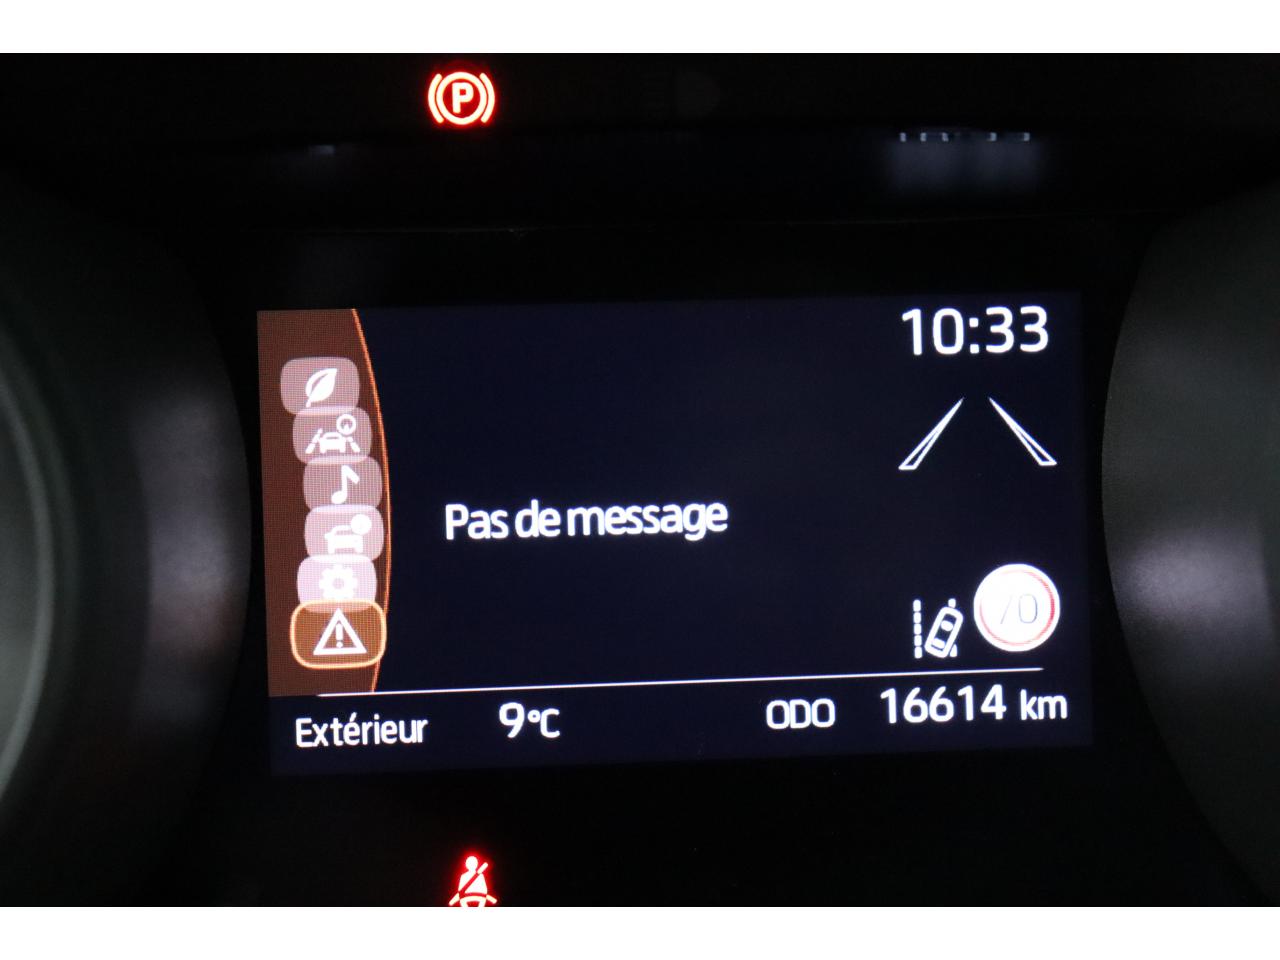 P
10:33
Pas de message
70
Extérieur 9°C ODO 16614 km